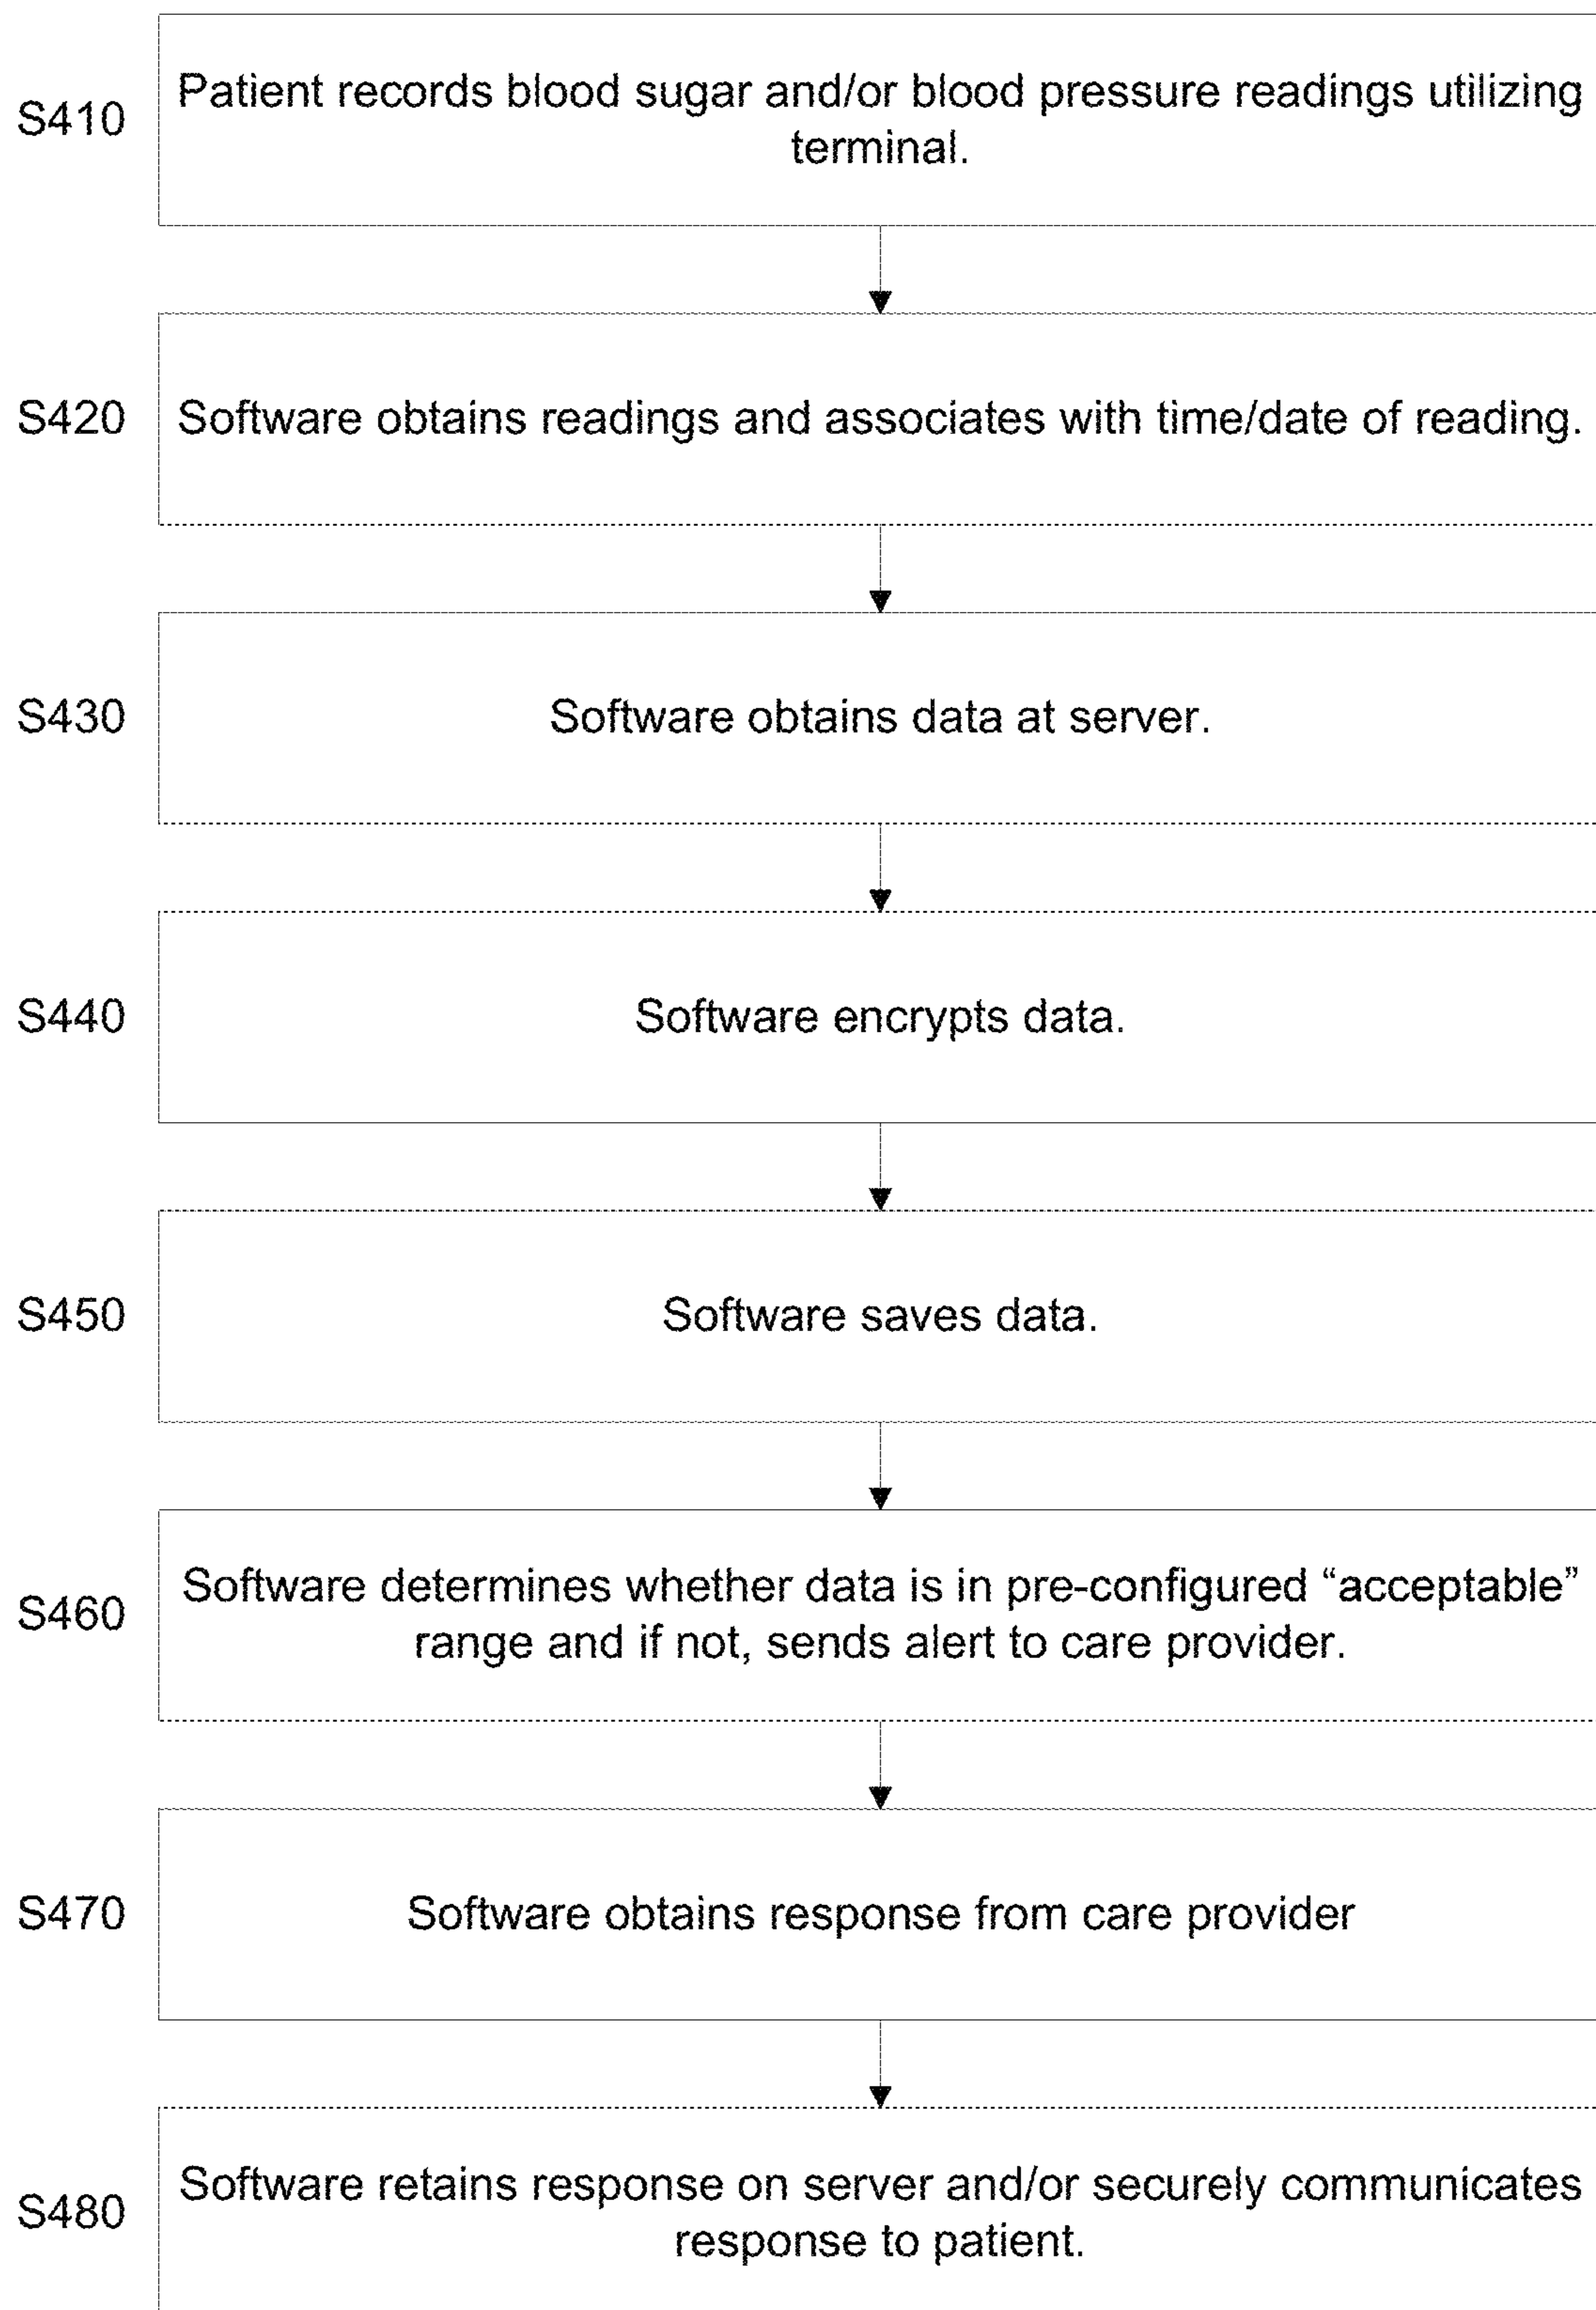 S410
Patient records blood sugar and/or blood pressure readings utilizing
terminal.
S420
Software obtains readings and associates with time/date of reading.
S430
Software obtains data at server.
S440
Software encrypts data.
S450
Software saves data.
S460
Software determines whether data is in pre-configured “acceptable”
range and if not, sends alert to care provider.
S470
Software obtains response from care provider
S480
Software retains response on server and/or securely communicates
response to patient.